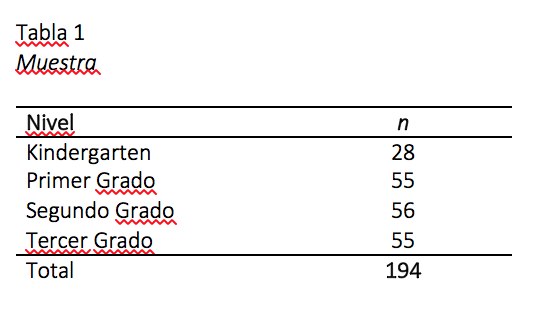 Tabla 1
Muestra
Nivel n
Kindergarten 28
Primer Grado 55
Segundo Grado 56
Tercer Grado 55
Total 194